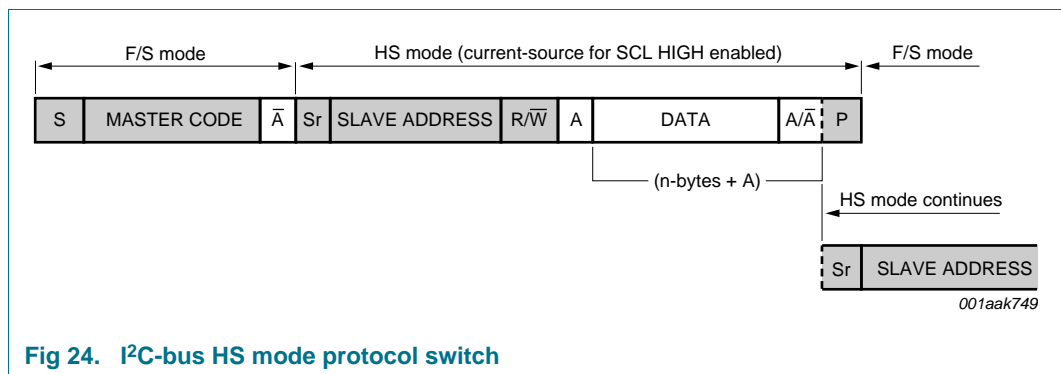 F/S mode
HS mode (current-source for SCL HIGH enabled)
F/S mode
S MASTER CODE A̅ Sr SLAVE ADDRESS R/W̅ A DATA A/A̅ P
(n-bytes + A)
HS mode continues
Sr SLAVE ADDRESS
001aak749
Fig 24. I²C-bus HS mode protocol switch